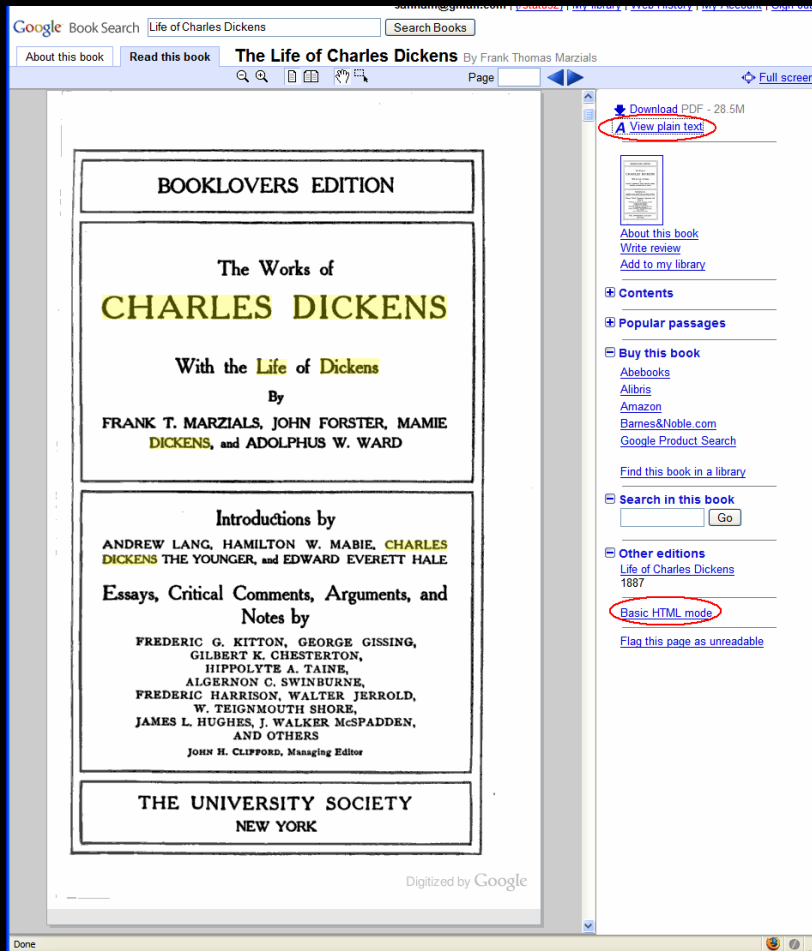 Google Book Search Life of Charles Dickens Search Books
About this book Read this book The Life of Charles Dickens By Frank Thomas Marzials
Page Full screen
BOOKLOVERS EDITION
The Works of
CHARLES DICKENS
With the Life of Dickens
By
FRANK T. MARZIALS, JOHN FORSTER, MAMIE
DICKENS, and ADOLPHUS W. WARD
Introductions by
ANDREW LANG, HAMILTON W. MABIE, CHARLES
DICKENS THE YOUNGER, and EDWARD EVERETT HALE
Essays, Critical Comments, Arguments, and
Notes by
FREDERIC G. KITTON, GEORGE GISSING,
GILBERT K. CHESTERTON,
HIPPOLYTE A. TAINE,
ALGERNON C. SWINBURNE,
FREDERIC HARRISON, WALTER JERROLD,
W. TEIGNMOUTH SHORE,
JAMES L. HUGHES, J. WALKER McSPADDEN,
AND OTHERS
JOHN H. CLIFFORD, Managing Editor
THE UNIVERSITY SOCIETY
NEW YORK
Digitized by Google
Download PDF - 28.5M
A View plain text
About this book
Write review
Add to my library
Contents
Popular passages
Buy this book
Abebooks
Alibris
Amazon
Barnes&Noble.com
Google Product Search
Find this book in a library
Search in this book
Go
Other editions
Life of Charles Dickens
1887
Basic HTML mode
Flag this page as unreadable
Done